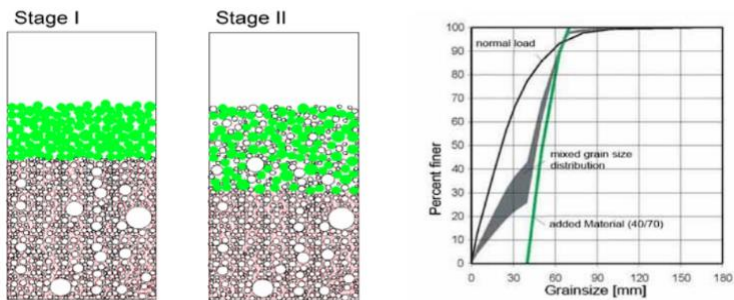 Stage I
Stage II
100
90
80
70
60
50
40
30
20
10
0
Percent finer
normal load
mixed grain size
distribution
added Material (40/70)
0 30 60 90 120 150 180
Grainsize [mm]